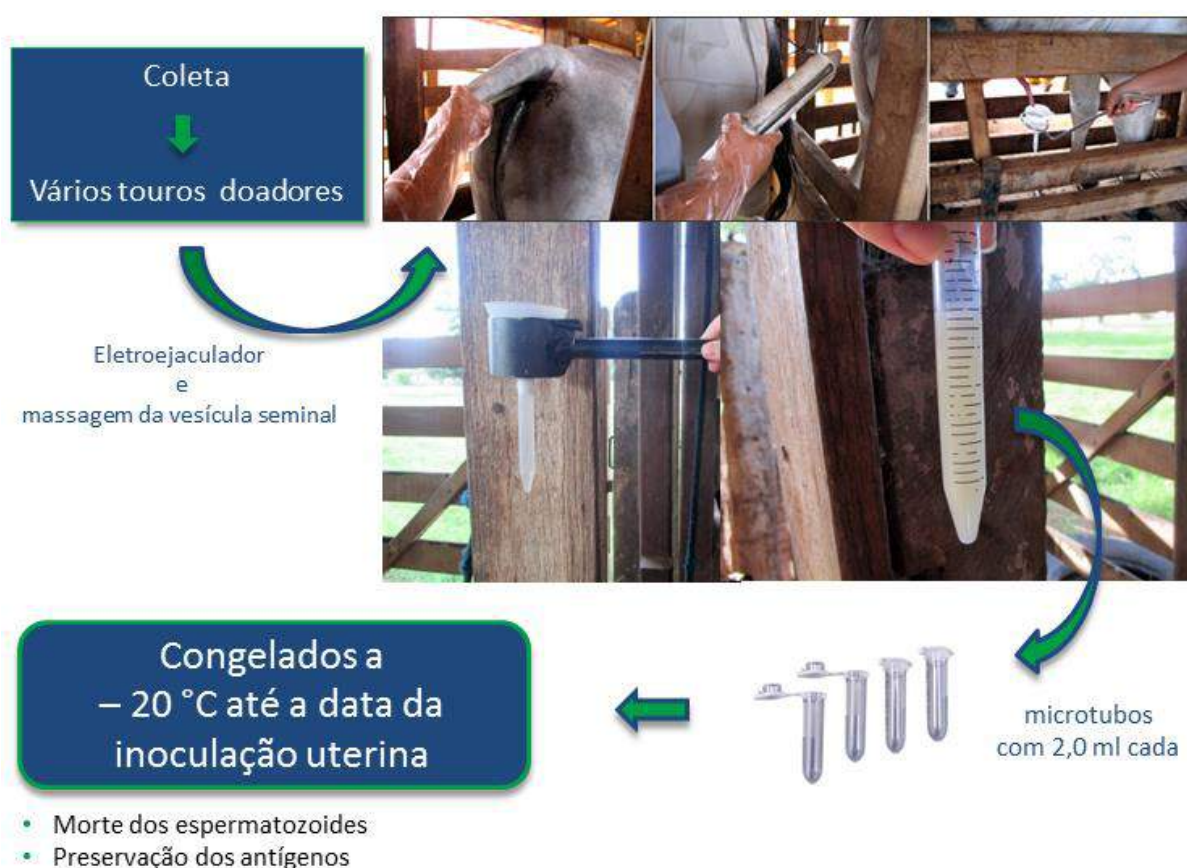 Coleta
Vários touros doadores
Eletroejaculador
e
massagem da vesícula seminal
microtubos
com 2,0 ml cada
Congelados a
– 20 °C até a data da
inoculação uterina
• Morte dos espermatozoides
• Preservação dos antígenos